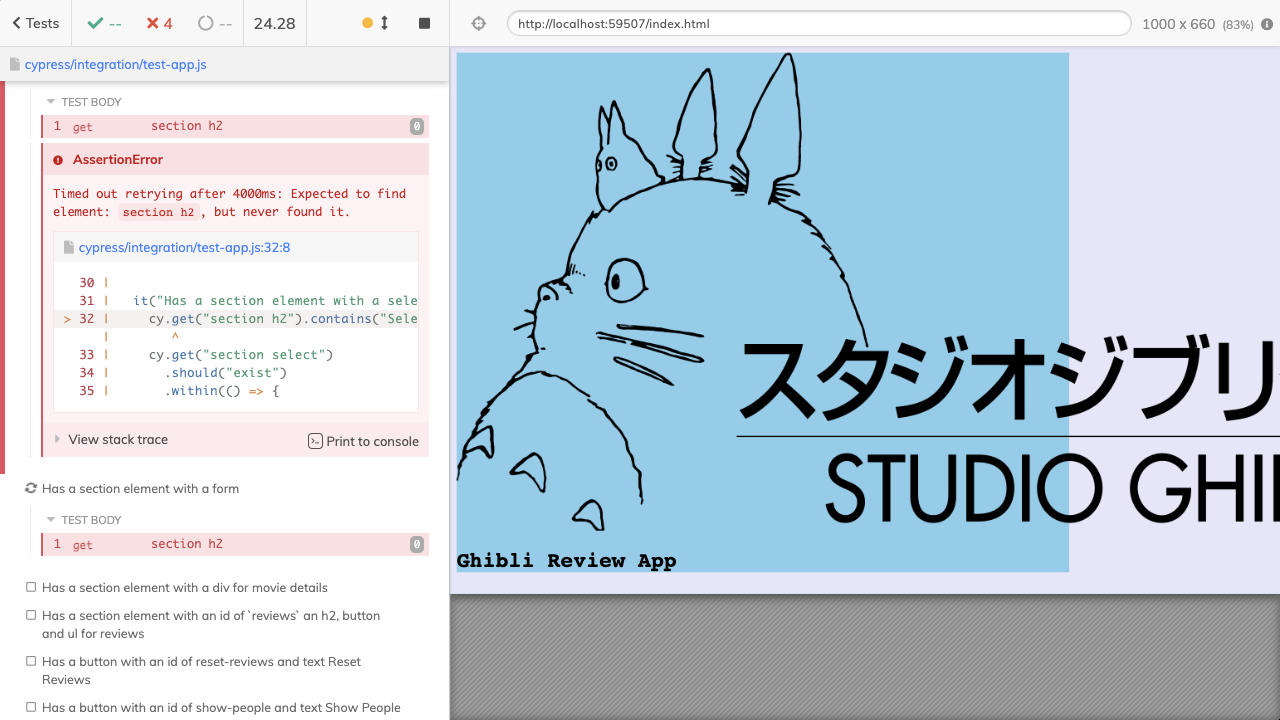 Tests
--
4
--
24.28
http://localhost:59507/index.html
1000 x 660 (83%)
cypress/integration/test-app.js
TEST BODY
1 get section h2 0
AssertionError
Timed out retrying after 4000ms: Expected to find
element: section h2, but never found it.
cypress/integration/test-app.js:32:8
30 |
31 | it("Has a section element with a sele
> 32 | cy.get("section h2").contains("Sele
| ^
33 | cy.get("section select")
34 | .should("exist")
35 | .within(() => {
View stack trace
Print to console
Has a section element with a form
TEST BODY
1 get section h2 0
Has a section element with a div for movie details
Has a section element with an id of `reviews` an h2, button
and ul for reviews
Has a button with an id of reset-reviews and text Reset
Reviews
Has a button with an id of show-people and text Show People
スタジオジブリ
STUDIO GHI
Ghibli Review App